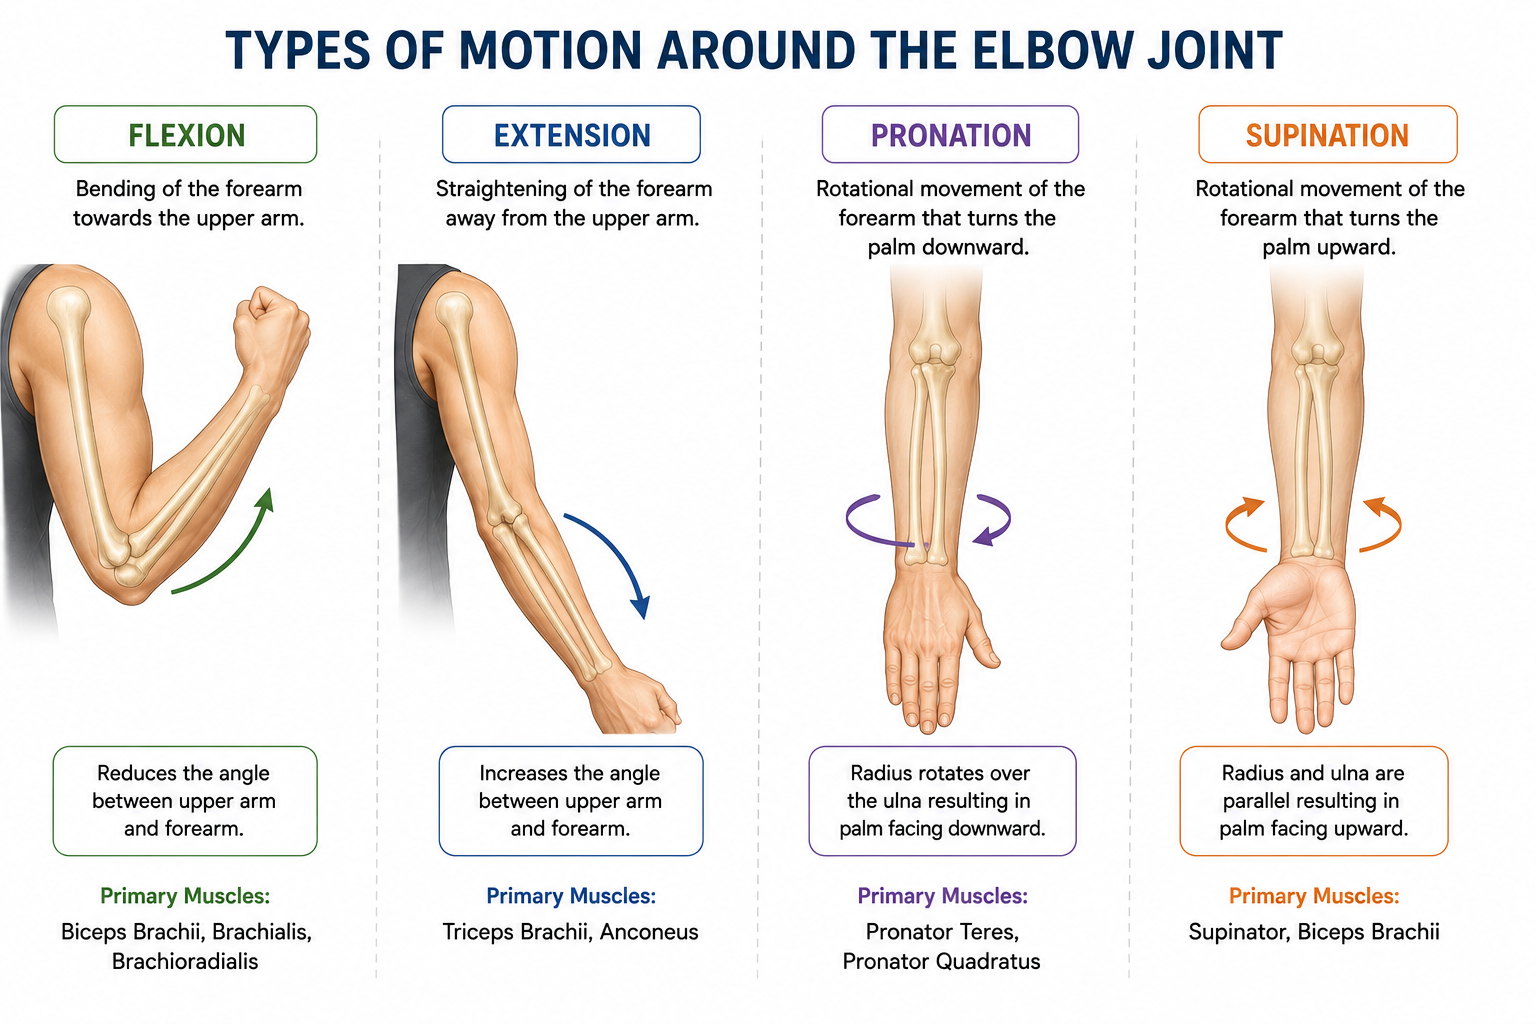 TYPES OF MOTION AROUND THE ELBOW JOINT
FLEXION
Bending of the forearm
towards the upper arm.
Reduces the angle
between upper arm
and forearm.
Primary Muscles:
Biceps Brachii, Brachialis,
Brachioradialis
EXTENSION
Straightening of the forearm
away from the upper arm.
Increases the angle
between upper arm
and forearm.
Primary Muscles:
Triceps Brachii, Anconeus
PRONATION
Rotational movement of the
forearm that turns the
palm downward.
Radius rotates over
the ulna resulting in
palm facing downward.
Primary Muscles:
Pronator Teres,
Pronator Quadratus
SUPINATION
Rotational movement of the
forearm that turns the
palm upward.
Radius and ulna are
parallel resulting in
palm facing upward.
Primary Muscles:
Supinator, Biceps Brachii